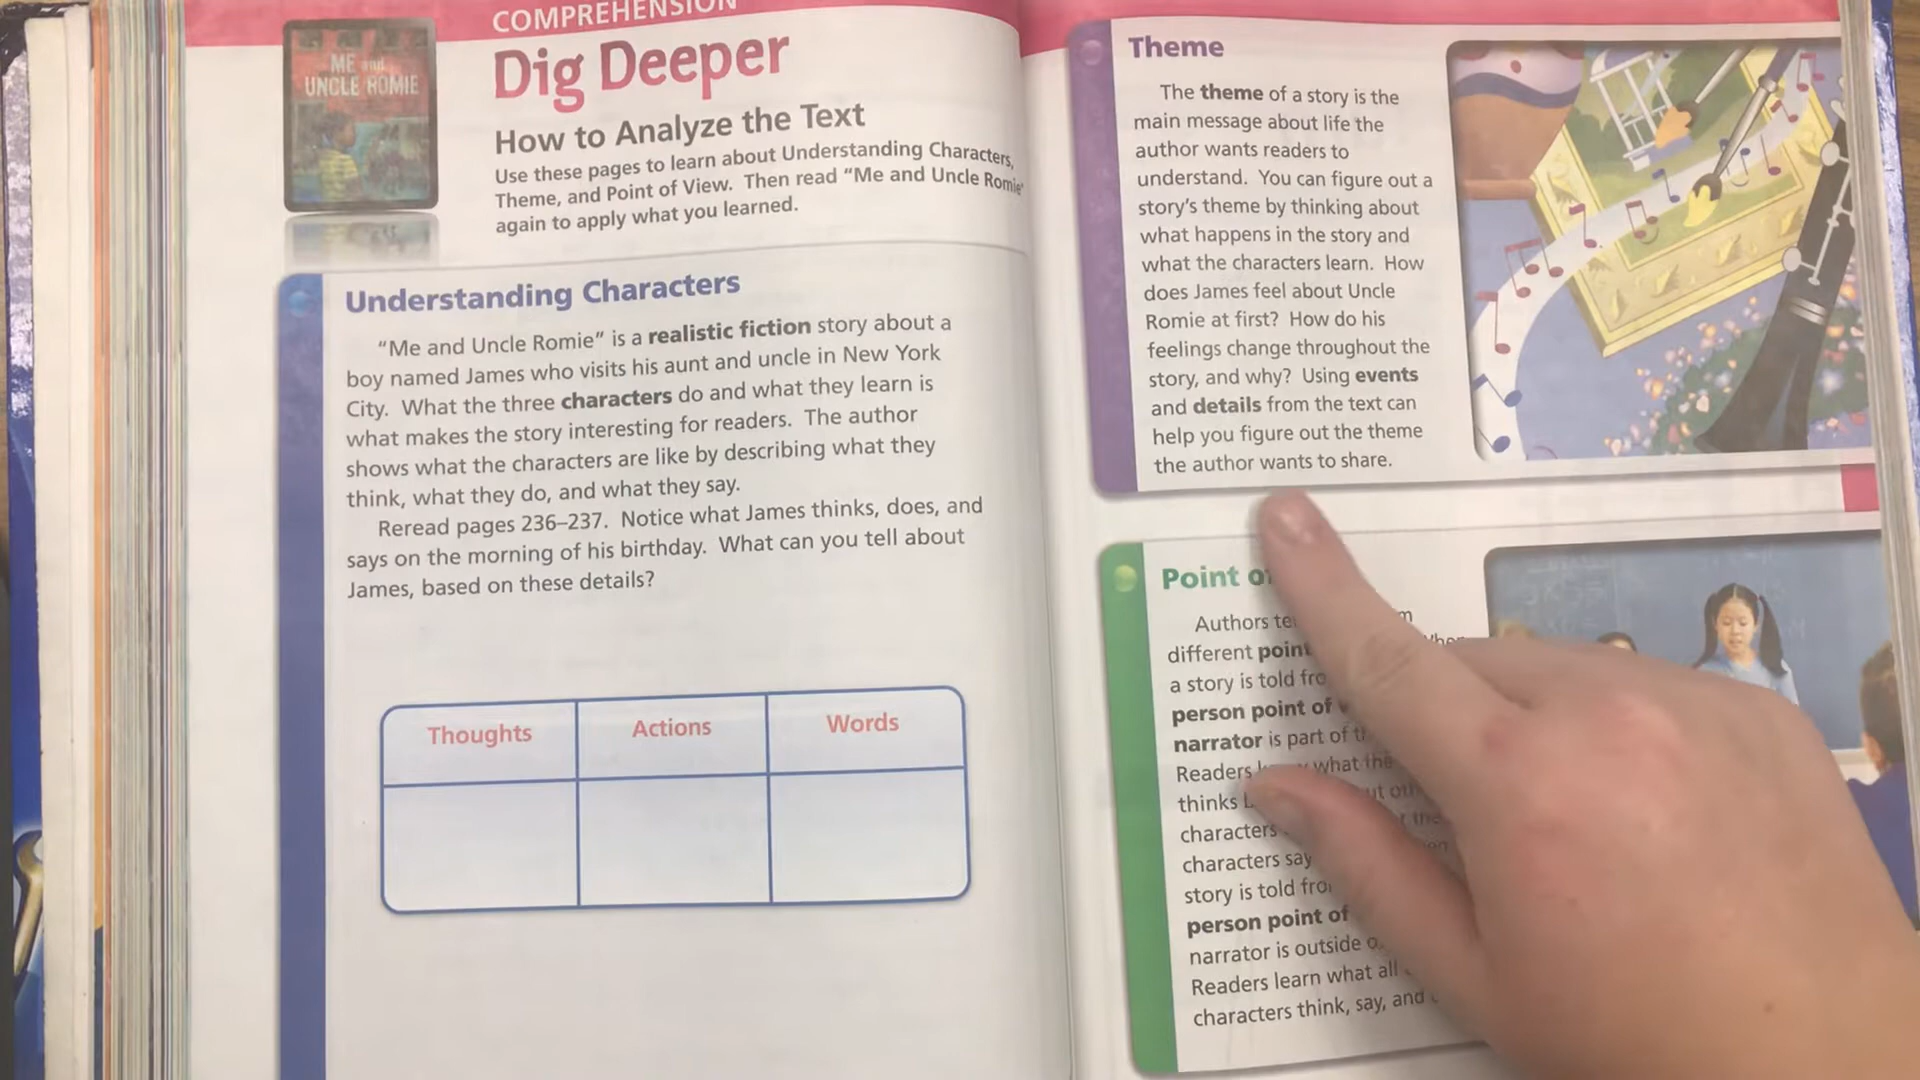 COMPREHENSION
ME and
UNCLE ROMIE
Dig Deeper
How to Analyze the Text
Use these pages to learn about Understanding Characters,
Theme, and Point of View. Then read “Me and Uncle Romie”
again to apply what you learned.
Understanding Characters
“Me and Uncle Romie” is a realistic fiction story about a
boy named James who visits his aunt and uncle in New York
City. What the three characters do and what they learn is
what makes the story interesting for readers. The author
shows what the characters are like by describing what they
think, what they do, and what they say.
Reread pages 236–237. Notice what James thinks, does, and
says on the morning of his birthday. What can you tell about
James, based on these details?
Thoughts Actions Words
Theme
The theme of a story is the
main message about life the
author wants readers to
understand. You can figure out a
story’s theme by thinking about
what happens in the story and
what the characters learn. How
does James feel about Uncle
Romie at first? How do his
feelings change throughout the
story, and why? Using events
and details from the text can
help you figure out the theme
the author wants to share.
Point
Authors
different point
a story is told
person point of
narrator is part of
Readers what the
thinks
characters
characters say
story is told
person point of
narrator is outside
Readers learn what all
characters think, say, and